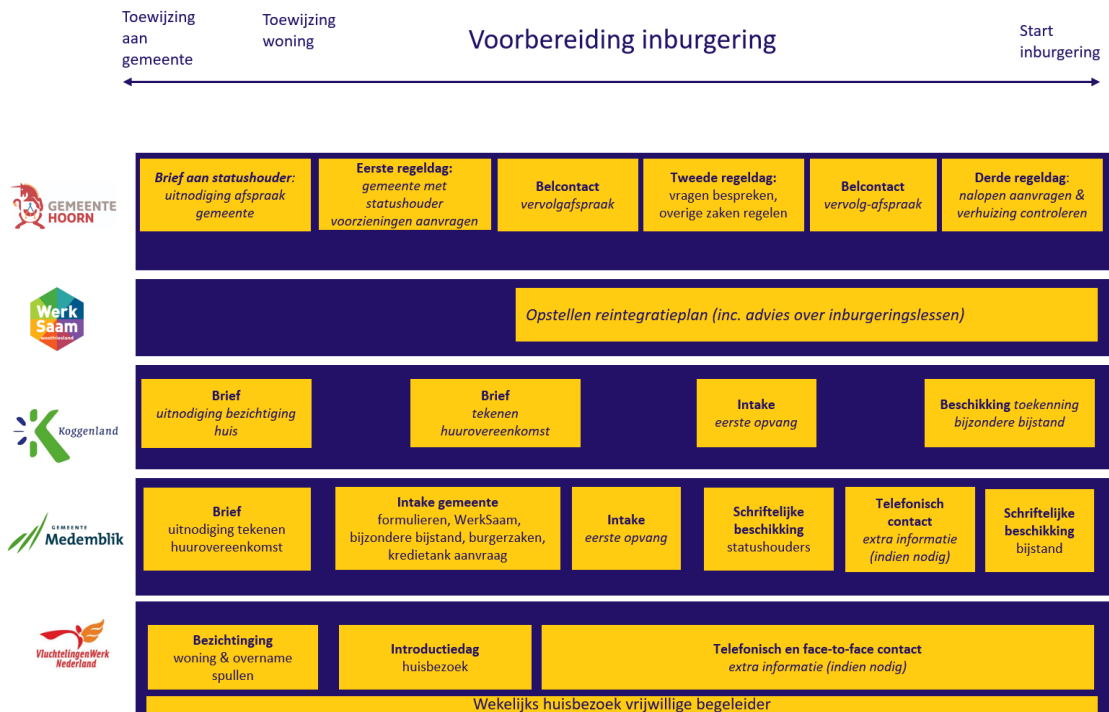 Toewijzing
aan
gemeente
Toewijzing
woning
Voorbereiding inburgering
Start
inburgering
GEMEENTE
HOORN
Brief aan statushouder:
uitnodiging afspraak
gemeente
Eerste regeldag:
gemeente met
statushouder
voorzieningen aanvragen
Belcontact
vervolgafspraak
Tweede regeldag:
vragen bespreken,
overige zaken regelen
Belcontact
vervolg-afspraak
Derde regeldag:
nalopen aanvragen &
verhuizing controleren
Werk
Saam
westfriesland
Opstellen reintegratieplan (inc. advies over inburgeringslessen)
Koggenland
Brief
uitnodiging bezichtiging
huis
Brief
tekenen
huurovereenkomst
Intake
eerste opvang
Beschikking toekenning
bijzondere bijstand
GEMEENTE
Medemblik
Brief
uitnodiging tekenen
huurovereenkomst
Intake gemeente
formulieren, WerkSaam,
bijzondere bijstand, burgerzaken,
kredietank aanvraag
Intake
eerste opvang
Schriftelijke
beschikking
statushouders
Telefonisch
contact
extra informatie
(indien nodig)
Schriftelijke
beschikking
bijstand
VluchtelingenWerk
Nederland
Bezichtinging
woning & overname
spullen
Introductiedag
huisbezoek
Telefonisch en face-to-face contact
extra informatie (indien nodig)
Wekelijks huisbezoek vrijwillige begeleider